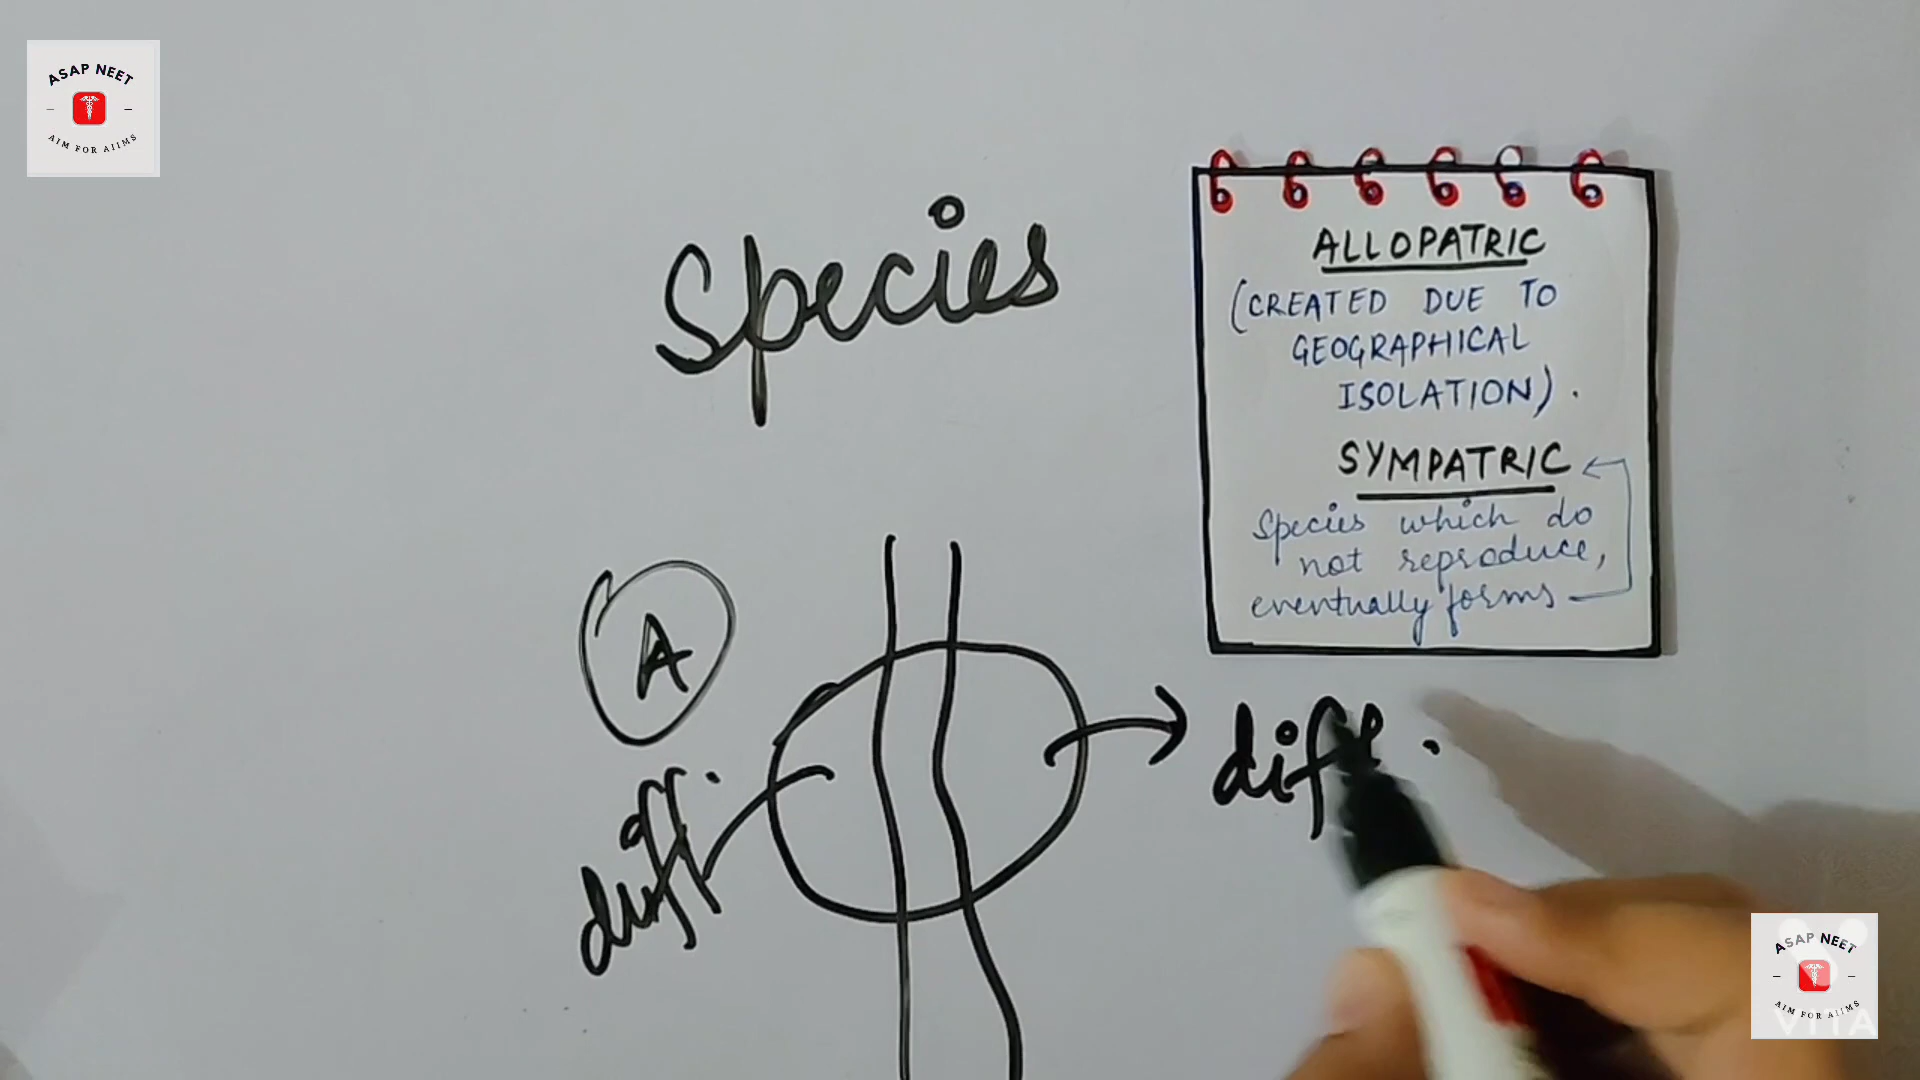 ASAP NEET
AIM FOR AIIMS
Species
ALLOPATRIC
(CREATED DUE TO
GEOGRAPHICAL
ISOLATION).
SYMPATRIC
Species which do
not reproduce,
eventually forms
A
diff.
diff.
ASAP NEET
AIM FOR AIIMS
VITA